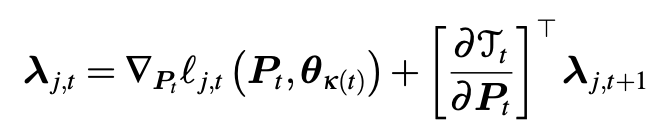 𝝀_{j,t} = ∇_{𝑷_t} ℓ_{j,t} (𝑷_t, 𝜽_{𝜿(t)}) + [∂𝒯_t / ∂𝑷_t]^⊤ 𝝀_{j,t+1}